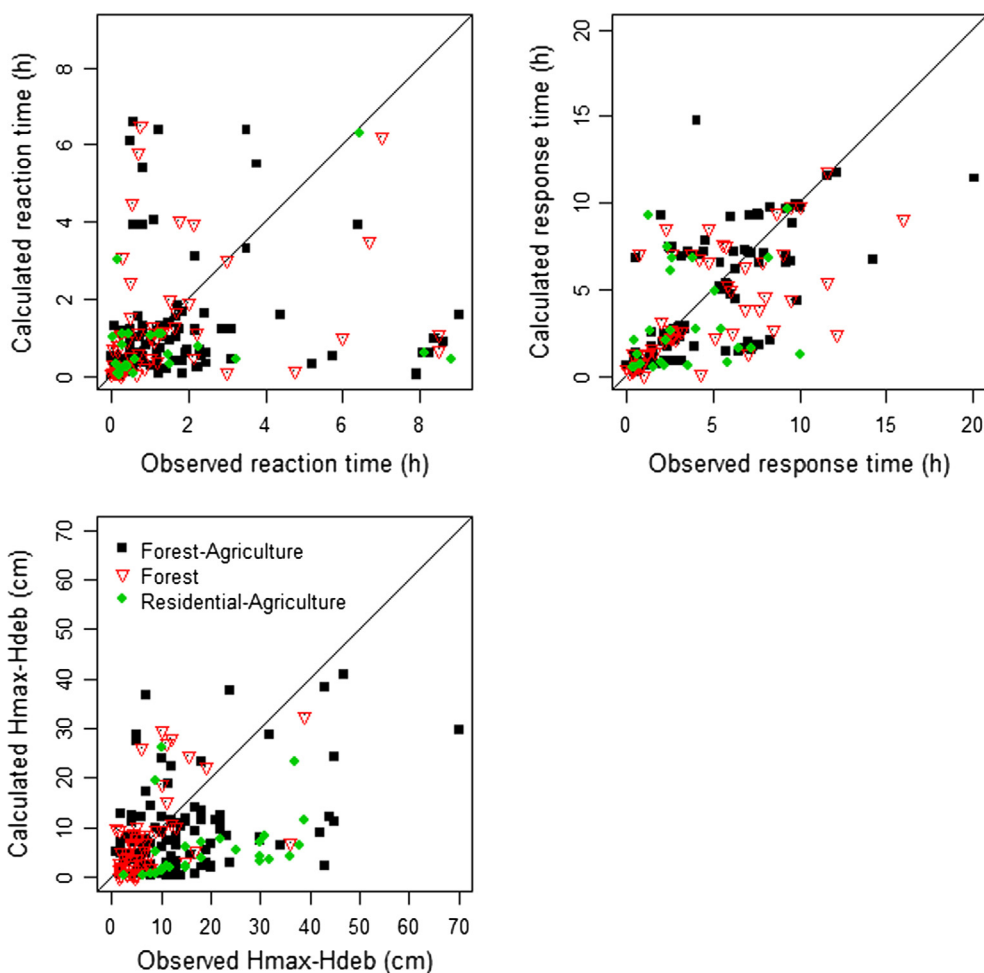 Calculated reaction time (h)
8
6
4
2
0
0 2 4 6 8
Observed reaction time (h)
Calculated response time (h)
20
15
10
5
0
0 5 10 15 20
Observed response time (h)
Calculated Hmax-Hdeb (cm)
70
60
50
40
30
20
10
0
Forest-Agriculture
Forest
Residential-Agriculture
0 10 20 30 40 50 60 70
Observed Hmax-Hdeb (cm)